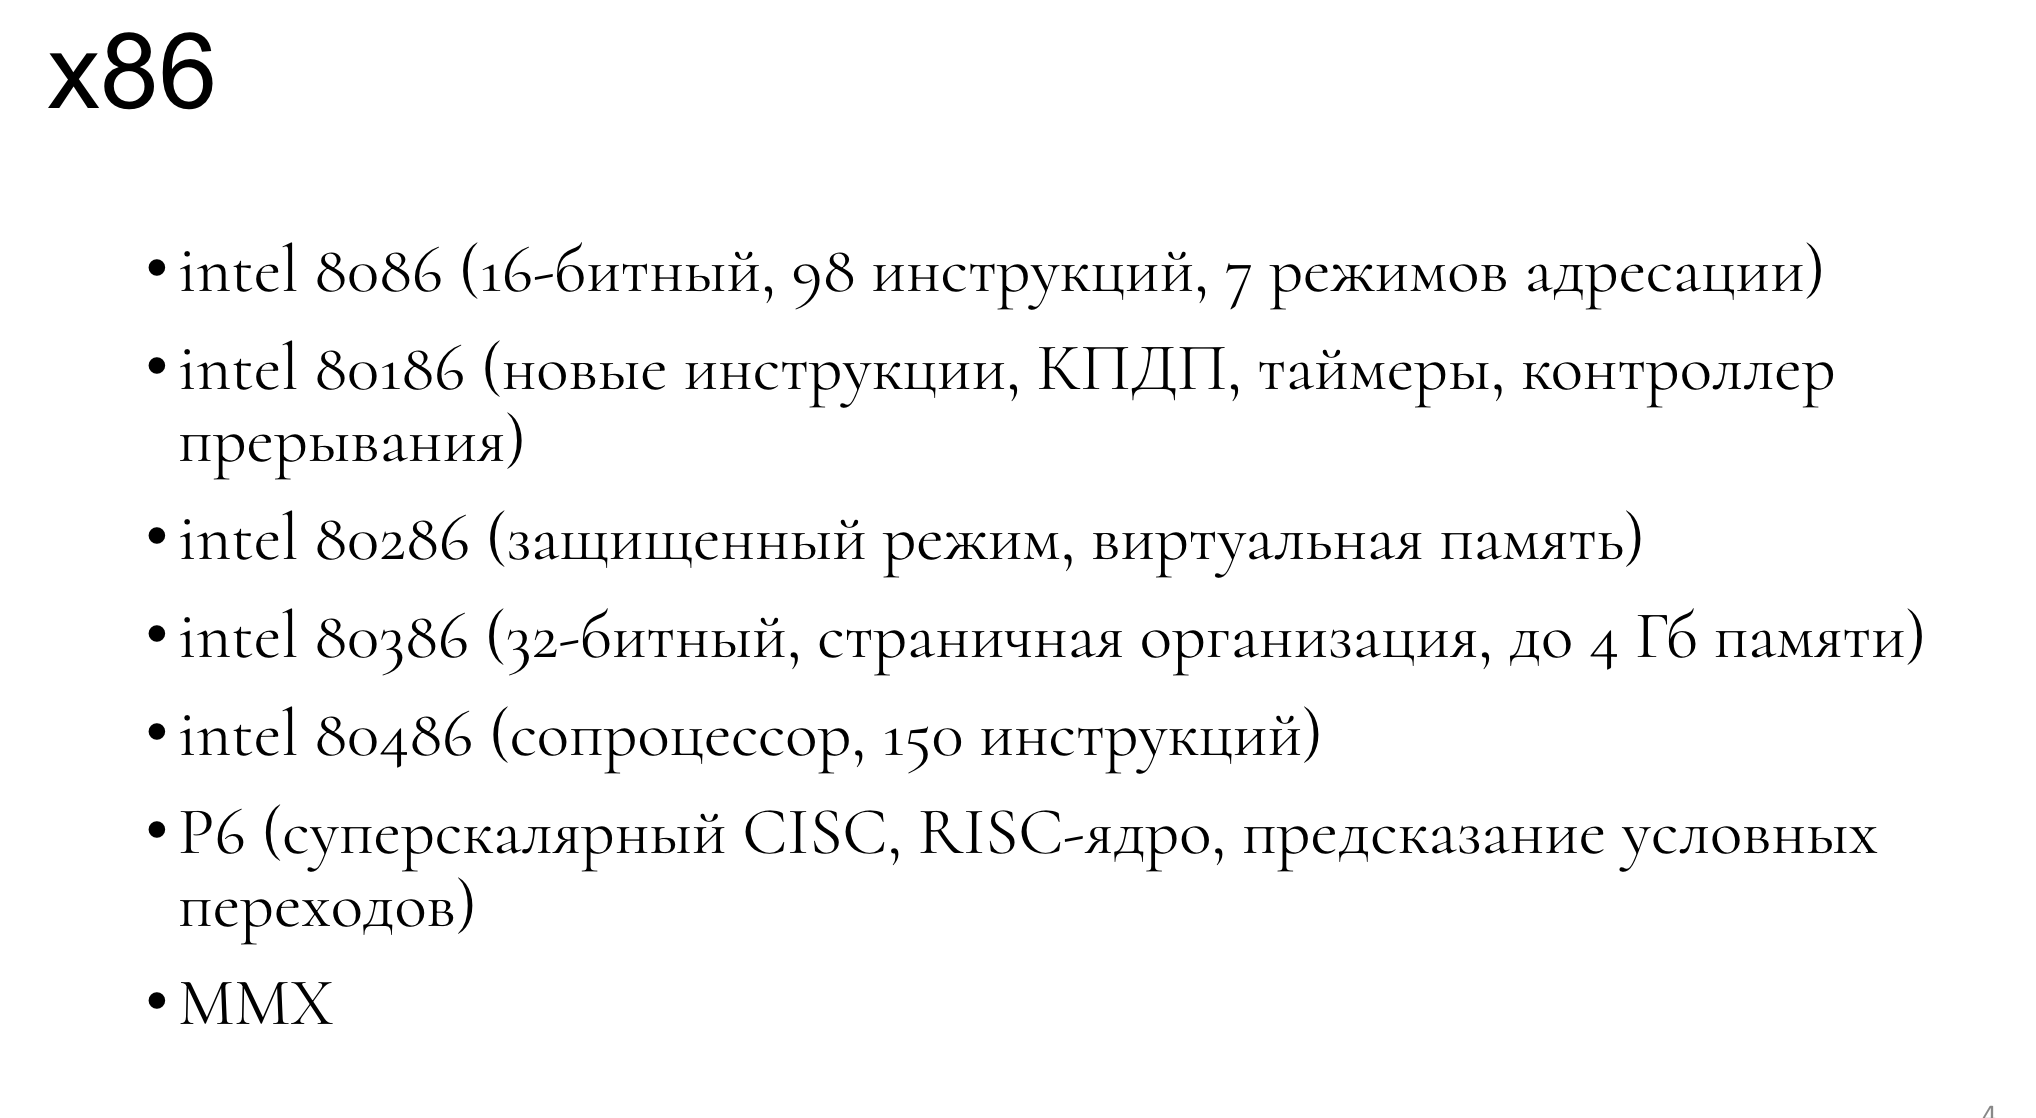 x86
• intel 8086 (16-битный, 98 инструкций, 7 режимов адресации)
• intel 80186 (новые инструкции, КПДП, таймеры, контроллер
прерывания)
• intel 80286 (защищенный режим, виртуальная память)
• intel 80386 (32-битный, страничная организация, до 4 Гб памяти)
• intel 80486 (сопроцессор, 150 инструкций)
• P6 (суперскалярный CISC, RISC-ядро, предсказание условных
переходов)
• MMX
4